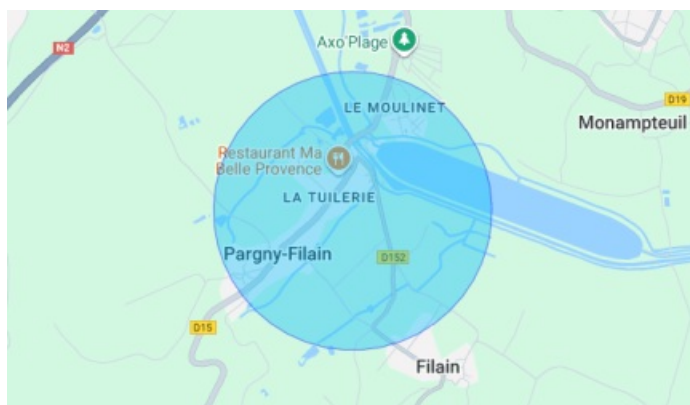 Axo'Plage
N2
LE MOULINET
D19
Monampteuil
Restaurant Ma
Belle Provence
LA TUILERIE
Pargny-Filain
D152
D15
Filain